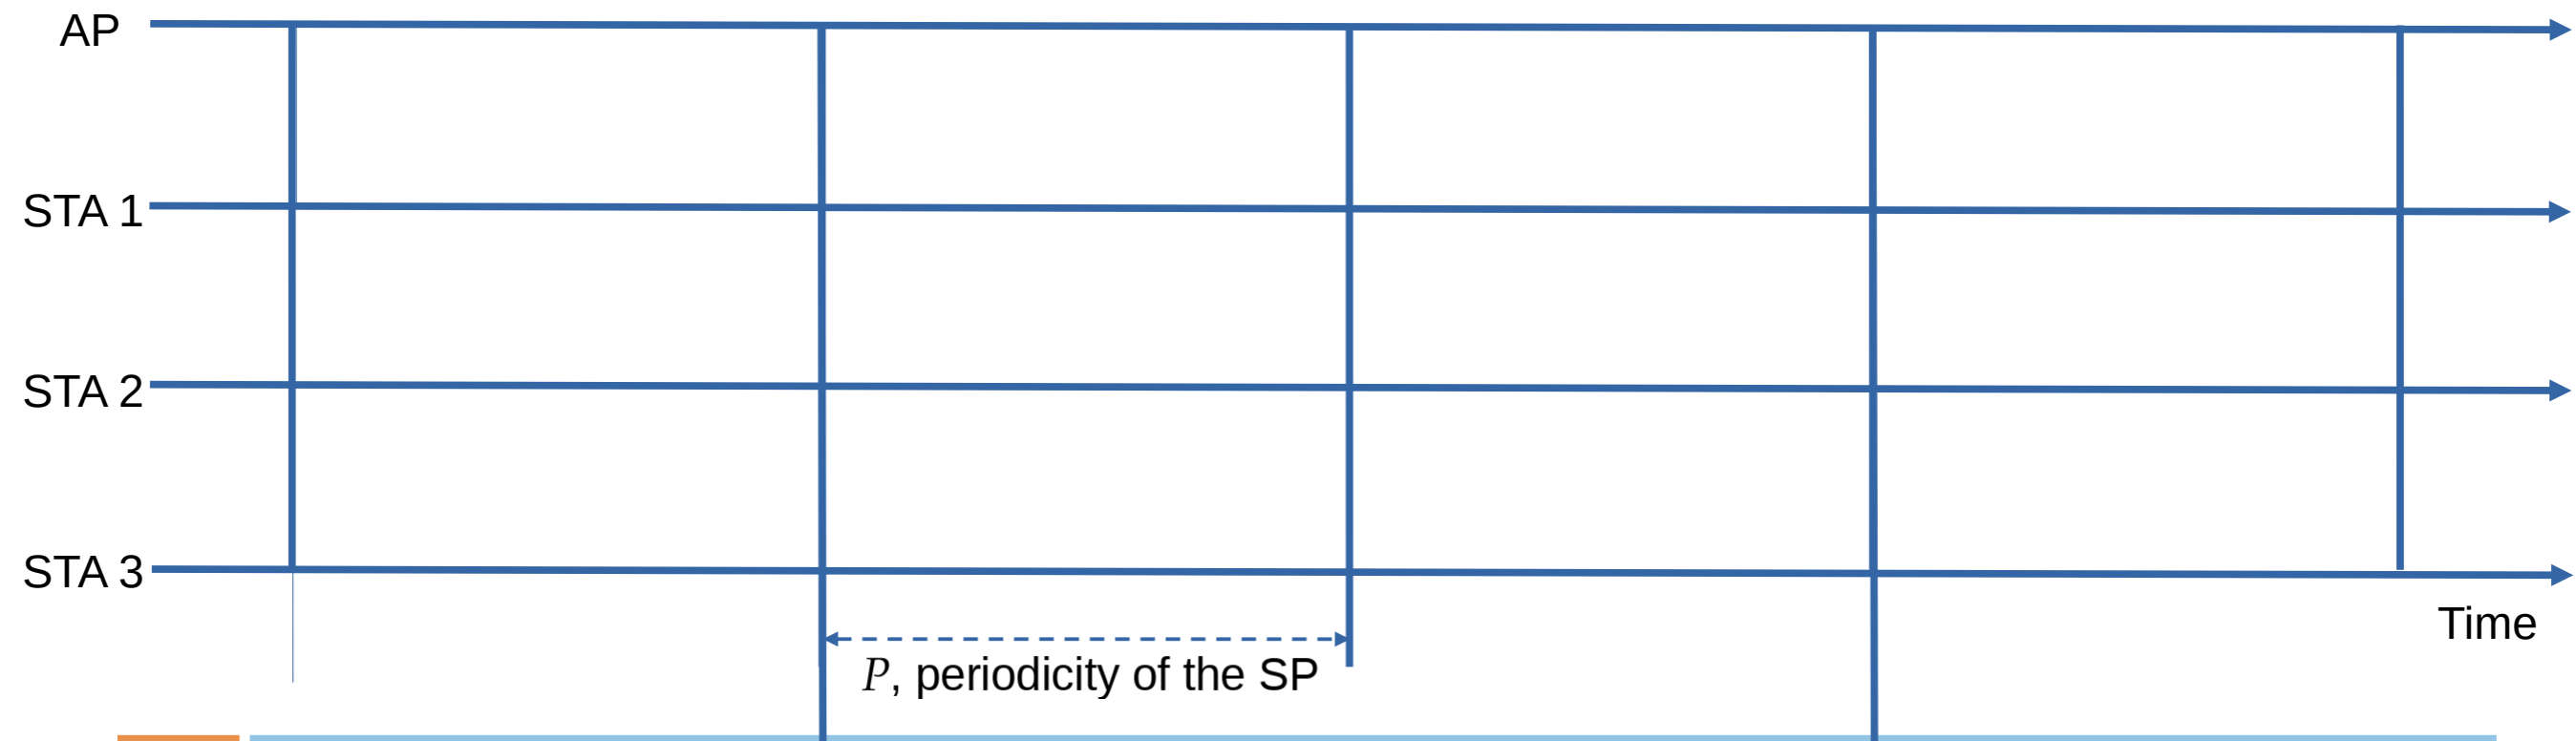 AP
STA 1
STA 2
STA 3
Time
P, periodicity of the SP